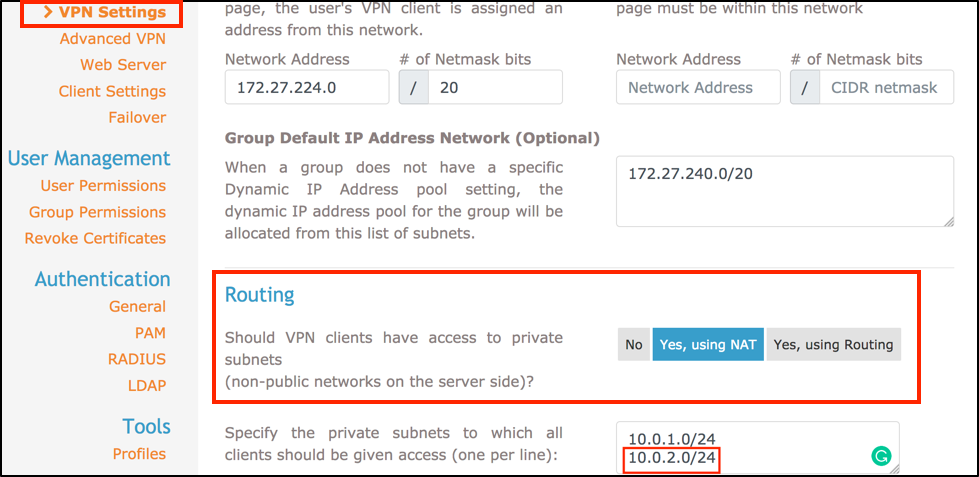 > VPN Settings
Advanced VPN
Web Server
Client Settings
Failover
User Management
User Permissions
Group Permissions
Revoke Certificates
Authentication
General
PAM
RADIUS
LDAP
Tools
Profiles
page, the user's VPN client is assigned an
address from this network.
Network Address
# of Netmask bits
172.27.224.0
/
20
page must be within this network
Network Address
# of Netmask bits
Network Address
/
CIDR netmask
Group Default IP Address Network (Optional)
When a group does not have a specific
Dynamic IP Address pool setting, the
dynamic IP address pool for the group will be
allocated from this list of subnets.
172.27.240.0/20
Routing
Should VPN clients have access to private
subnets
(non-public networks on the server side)?
No
Yes, using NAT
Yes, using Routing
Specify the private subnets to which all
clients should be given access (one per line):
10.0.1.0/24
10.0.2.0/24